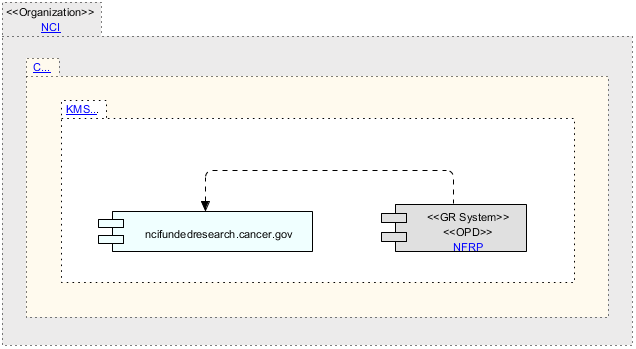 <<Organization>>
NCI
C...
KMS...
ncifundedresearch.cancer.gov
<<GR System>>
<<OPD>>
NFRP